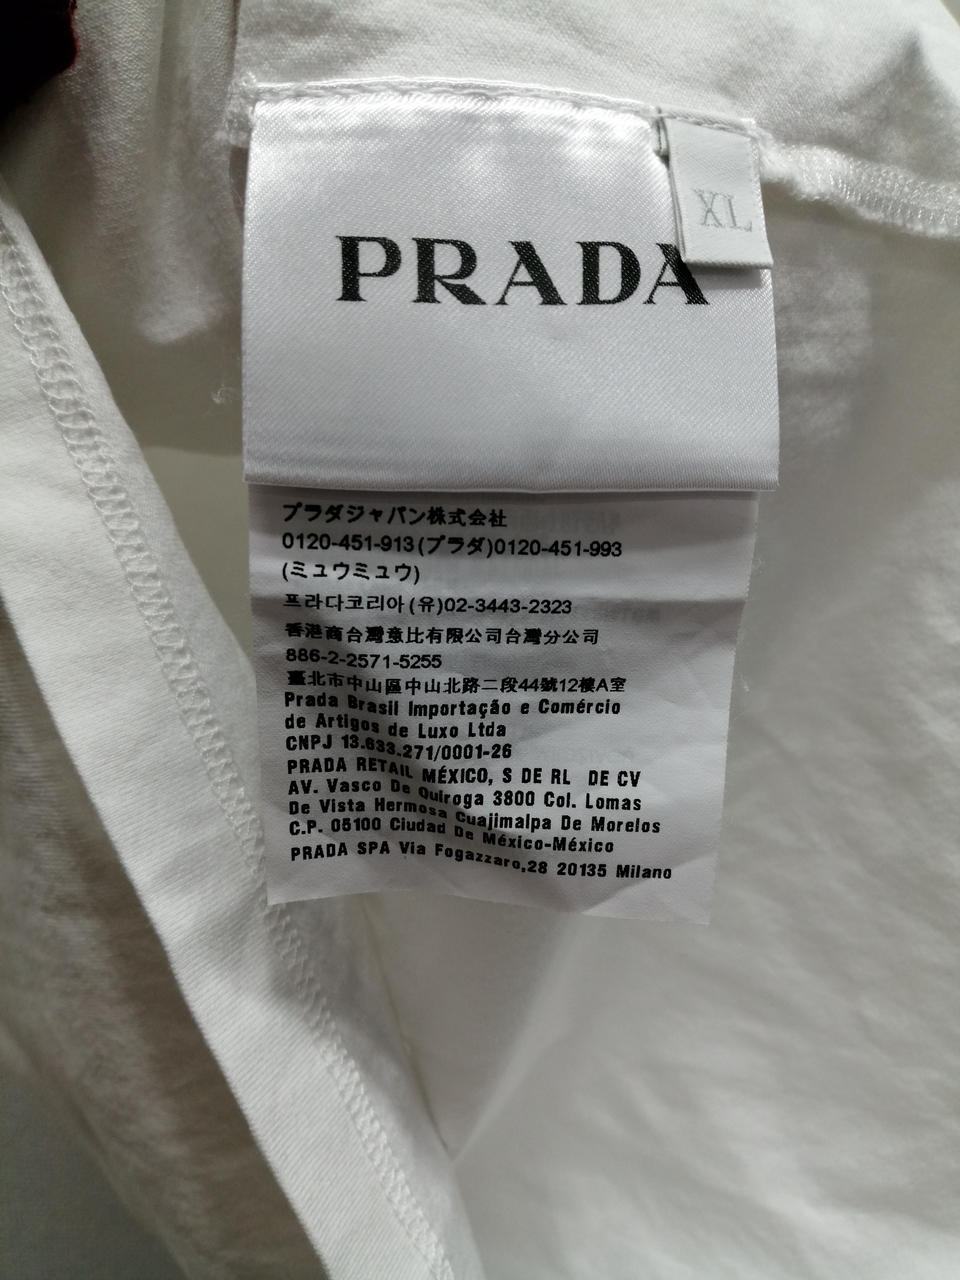 PRADA
XL
プラダジャパン株式会社
0120-451-913(プラダ)0120-451-993
(ミュウミュウ)
프라다코리아(유)02-3443-2323
香港商台灣意比有限公司台灣分公司
886-2-2571-5255
臺北市中山區中山北路二段44號12樓A室
Prada Brasil Importação e Comércio
de Artigos de Luxo Ltda
CNPJ 13.633.271/0001-26
PRADA RETAIL MÉXICO, S DE RL DE CV
AV. Vasco De Quiroga 3800 Col. Lomas
De Vista Hermosa Cuajimalpa De Morelos
C.P. 05100 Ciudad De México-México
PRADA SPA Via Fogazzaro,28 20135 Milano